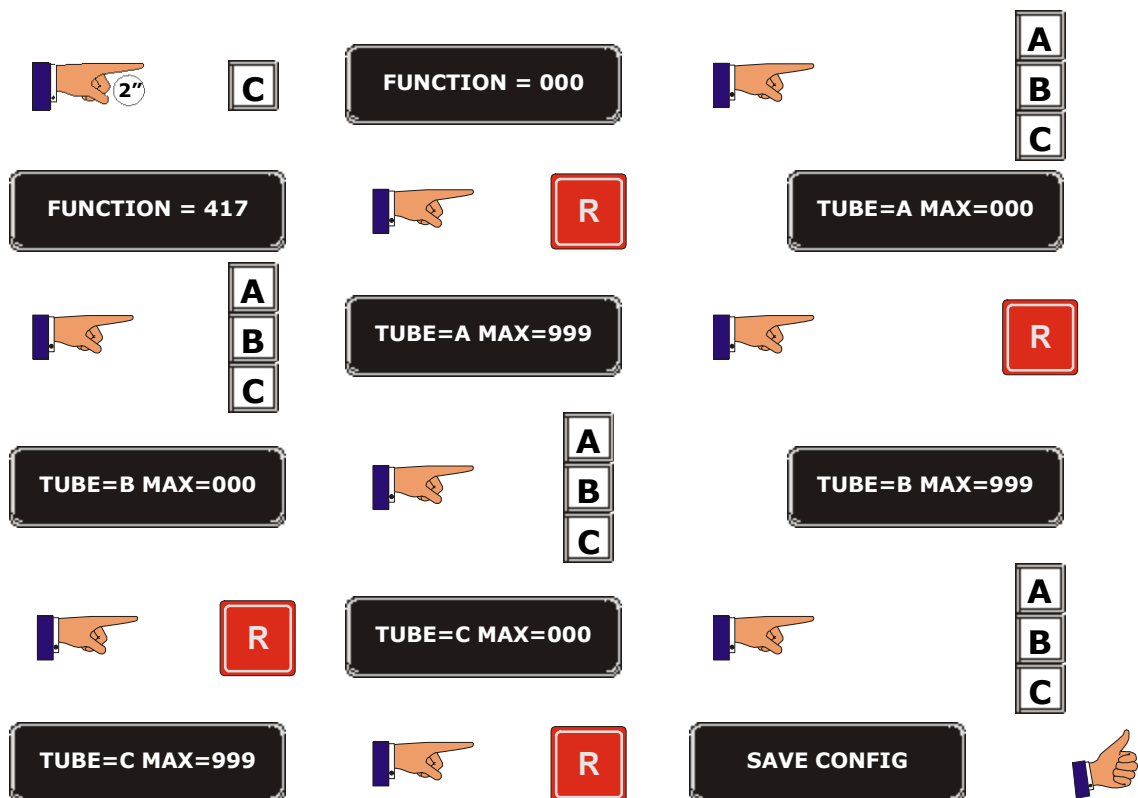 2”
C
FUNCTION = 000
A
B
C
FUNCTION = 417
R
TUBE=A MAX=000
A
B
C
TUBE=A MAX=999
R
TUBE=B MAX=000
A
B
C
TUBE=B MAX=999
R
TUBE=C MAX=000
A
B
C
TUBE=C MAX=999
R
SAVE CONFIG